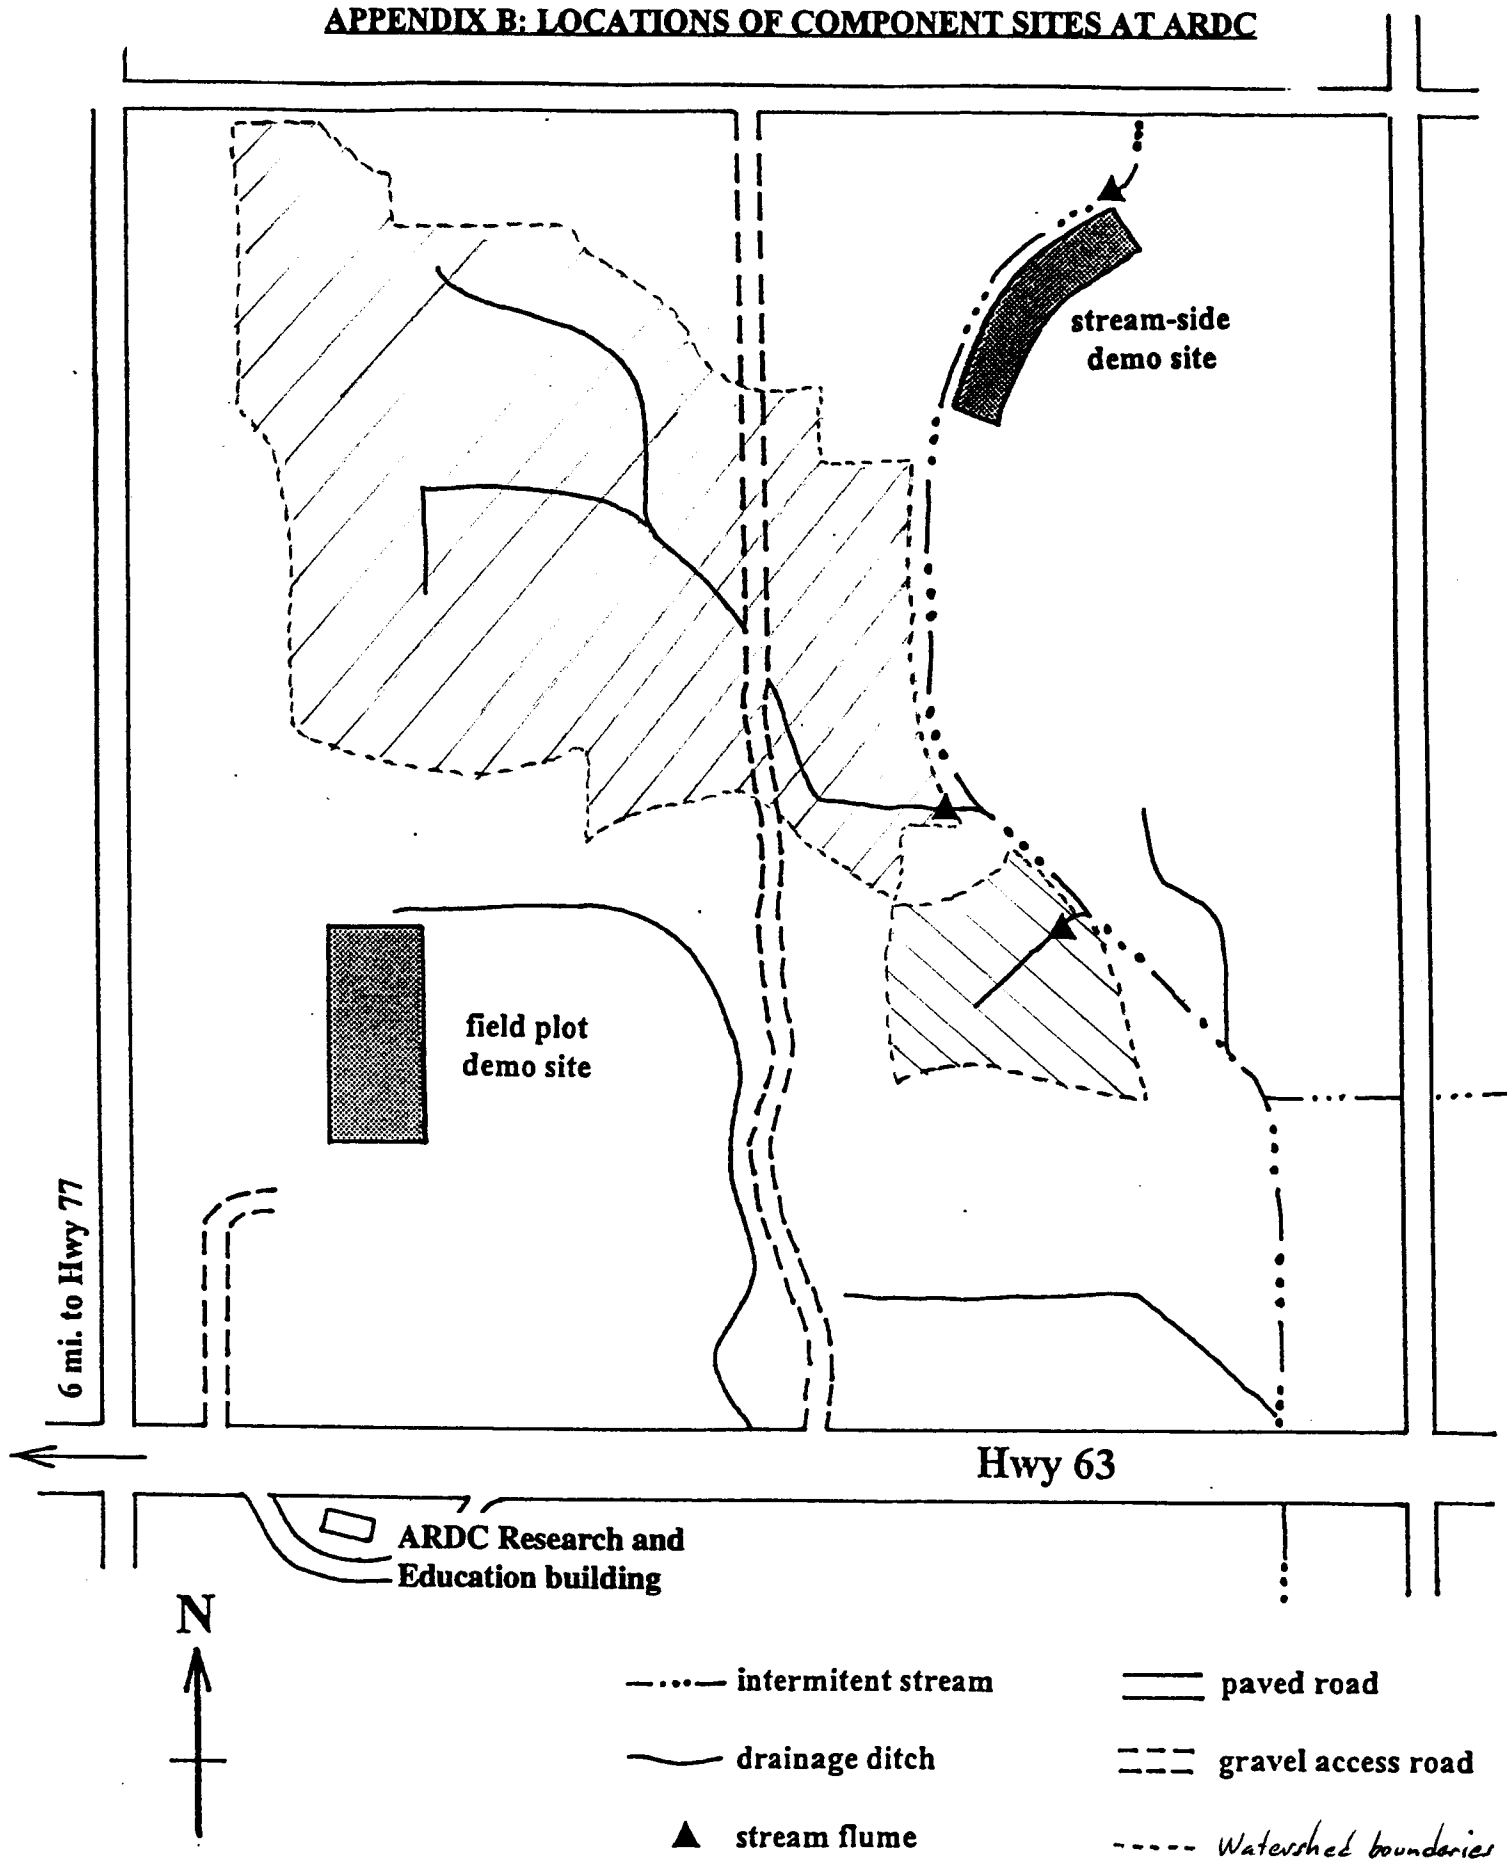 APPENDIX B: LOCATIONS OF COMPONENT SITES AT ARDC
stream-side
demo site
field plot
demo site
6 mi. to Hwy 77
Hwy 63
ARDC Research and
Education building
N
intermitent stream
paved road
drainage ditch
gravel access road
stream flume
Watershed boundaries